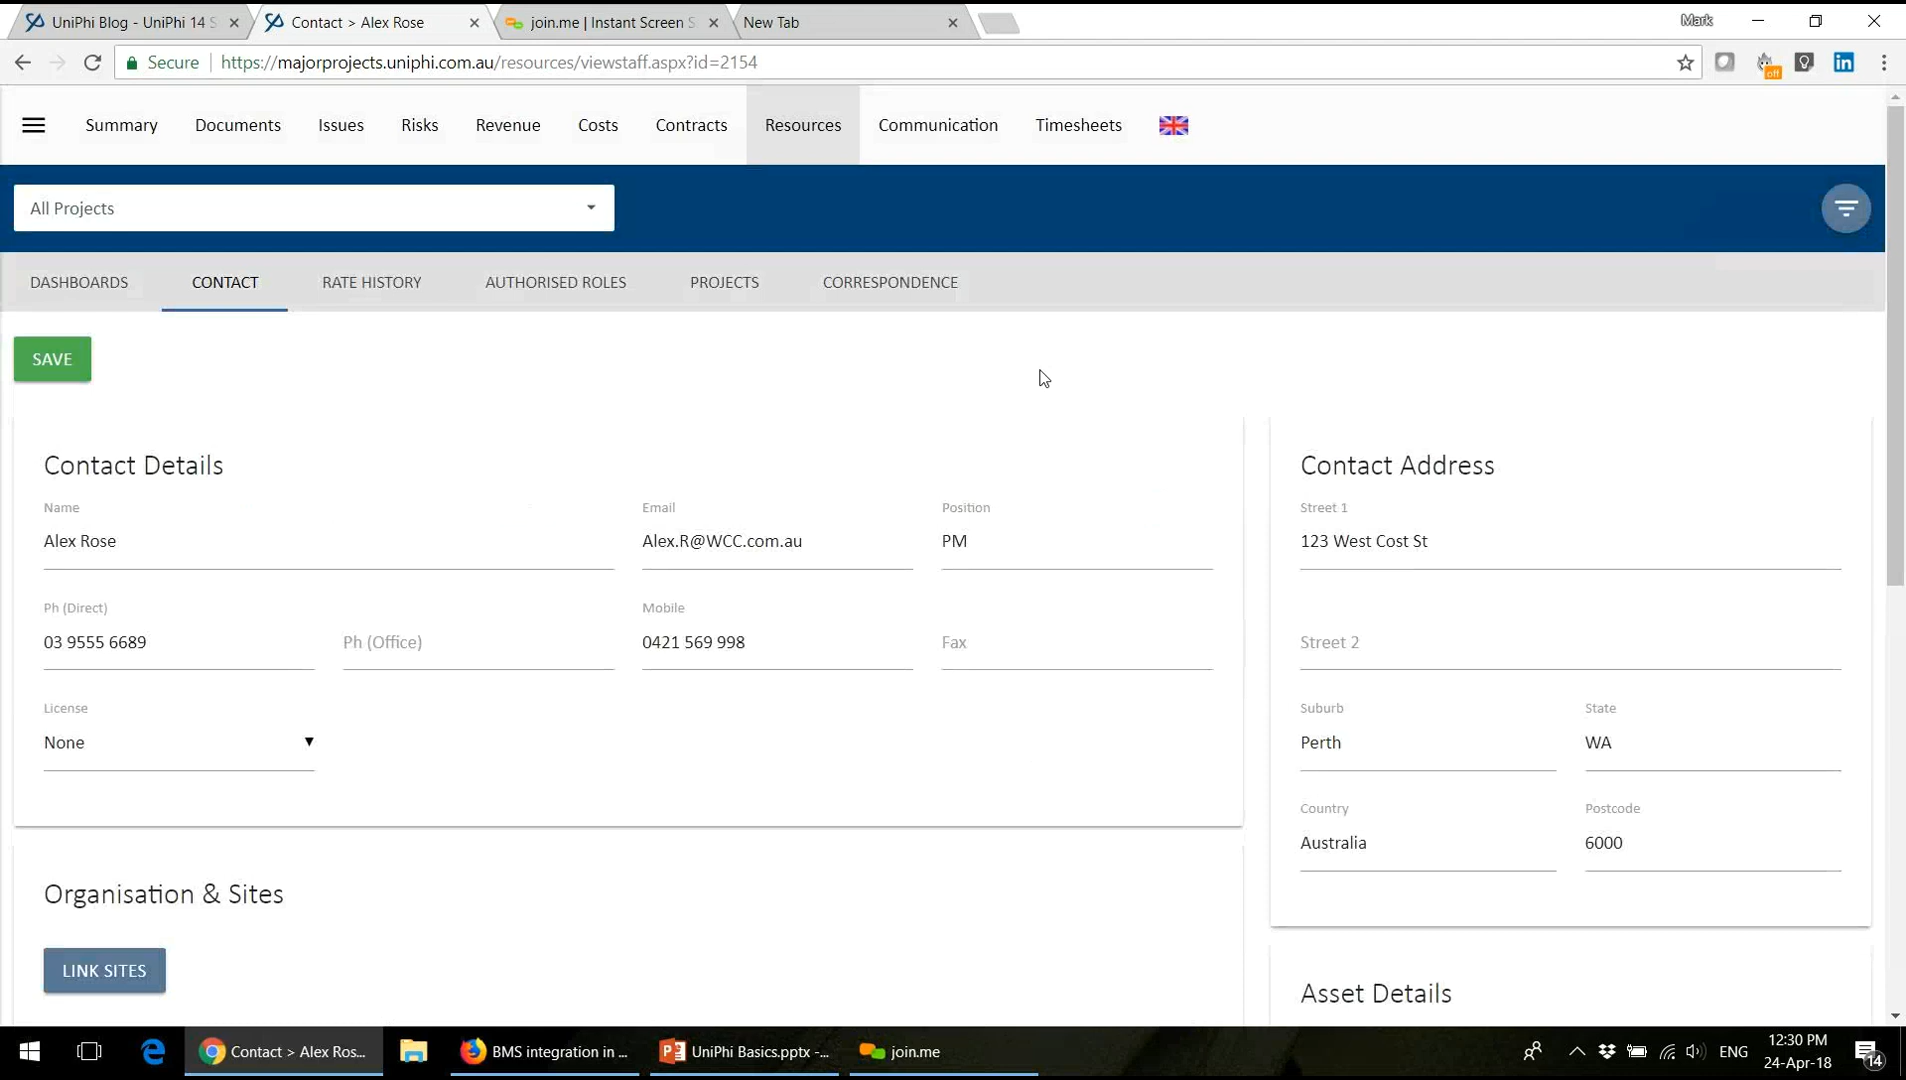 UniPhi Blog - UniPhi 14 S
Contact > Alex Rose
join.me | Instant Screen S
New Tab
Mark
Secure
https://majorprojects.uniphi.com.au/resources/viewstaff.aspx?id=2154
off
in
Summary Documents Issues Risks Revenue Costs Contracts Resources Communication Timesheets
All Projects
DASHBOARDS CONTACT RATE HISTORY AUTHORISED ROLES PROJECTS CORRESPONDENCE
SAVE
Contact Details
Name
Alex Rose
Email
Alex.R@WCC.com.au
Position
PM
Ph (Direct)
03 9555 6689
Ph (Office)
Mobile
0421 569 998
Fax
License
None
Organisation & Sites
LINK SITES
Contact Address
Street 1
123 West Cost St
Street 2
Suburb
Perth
State
WA
Country
Australia
Postcode
6000
Asset Details
Contact > Alex Ros...
BMS integration in ...
UniPhi Basics.pptx -...
join.me
ENG
12:30 PM
24-Apr-18
14